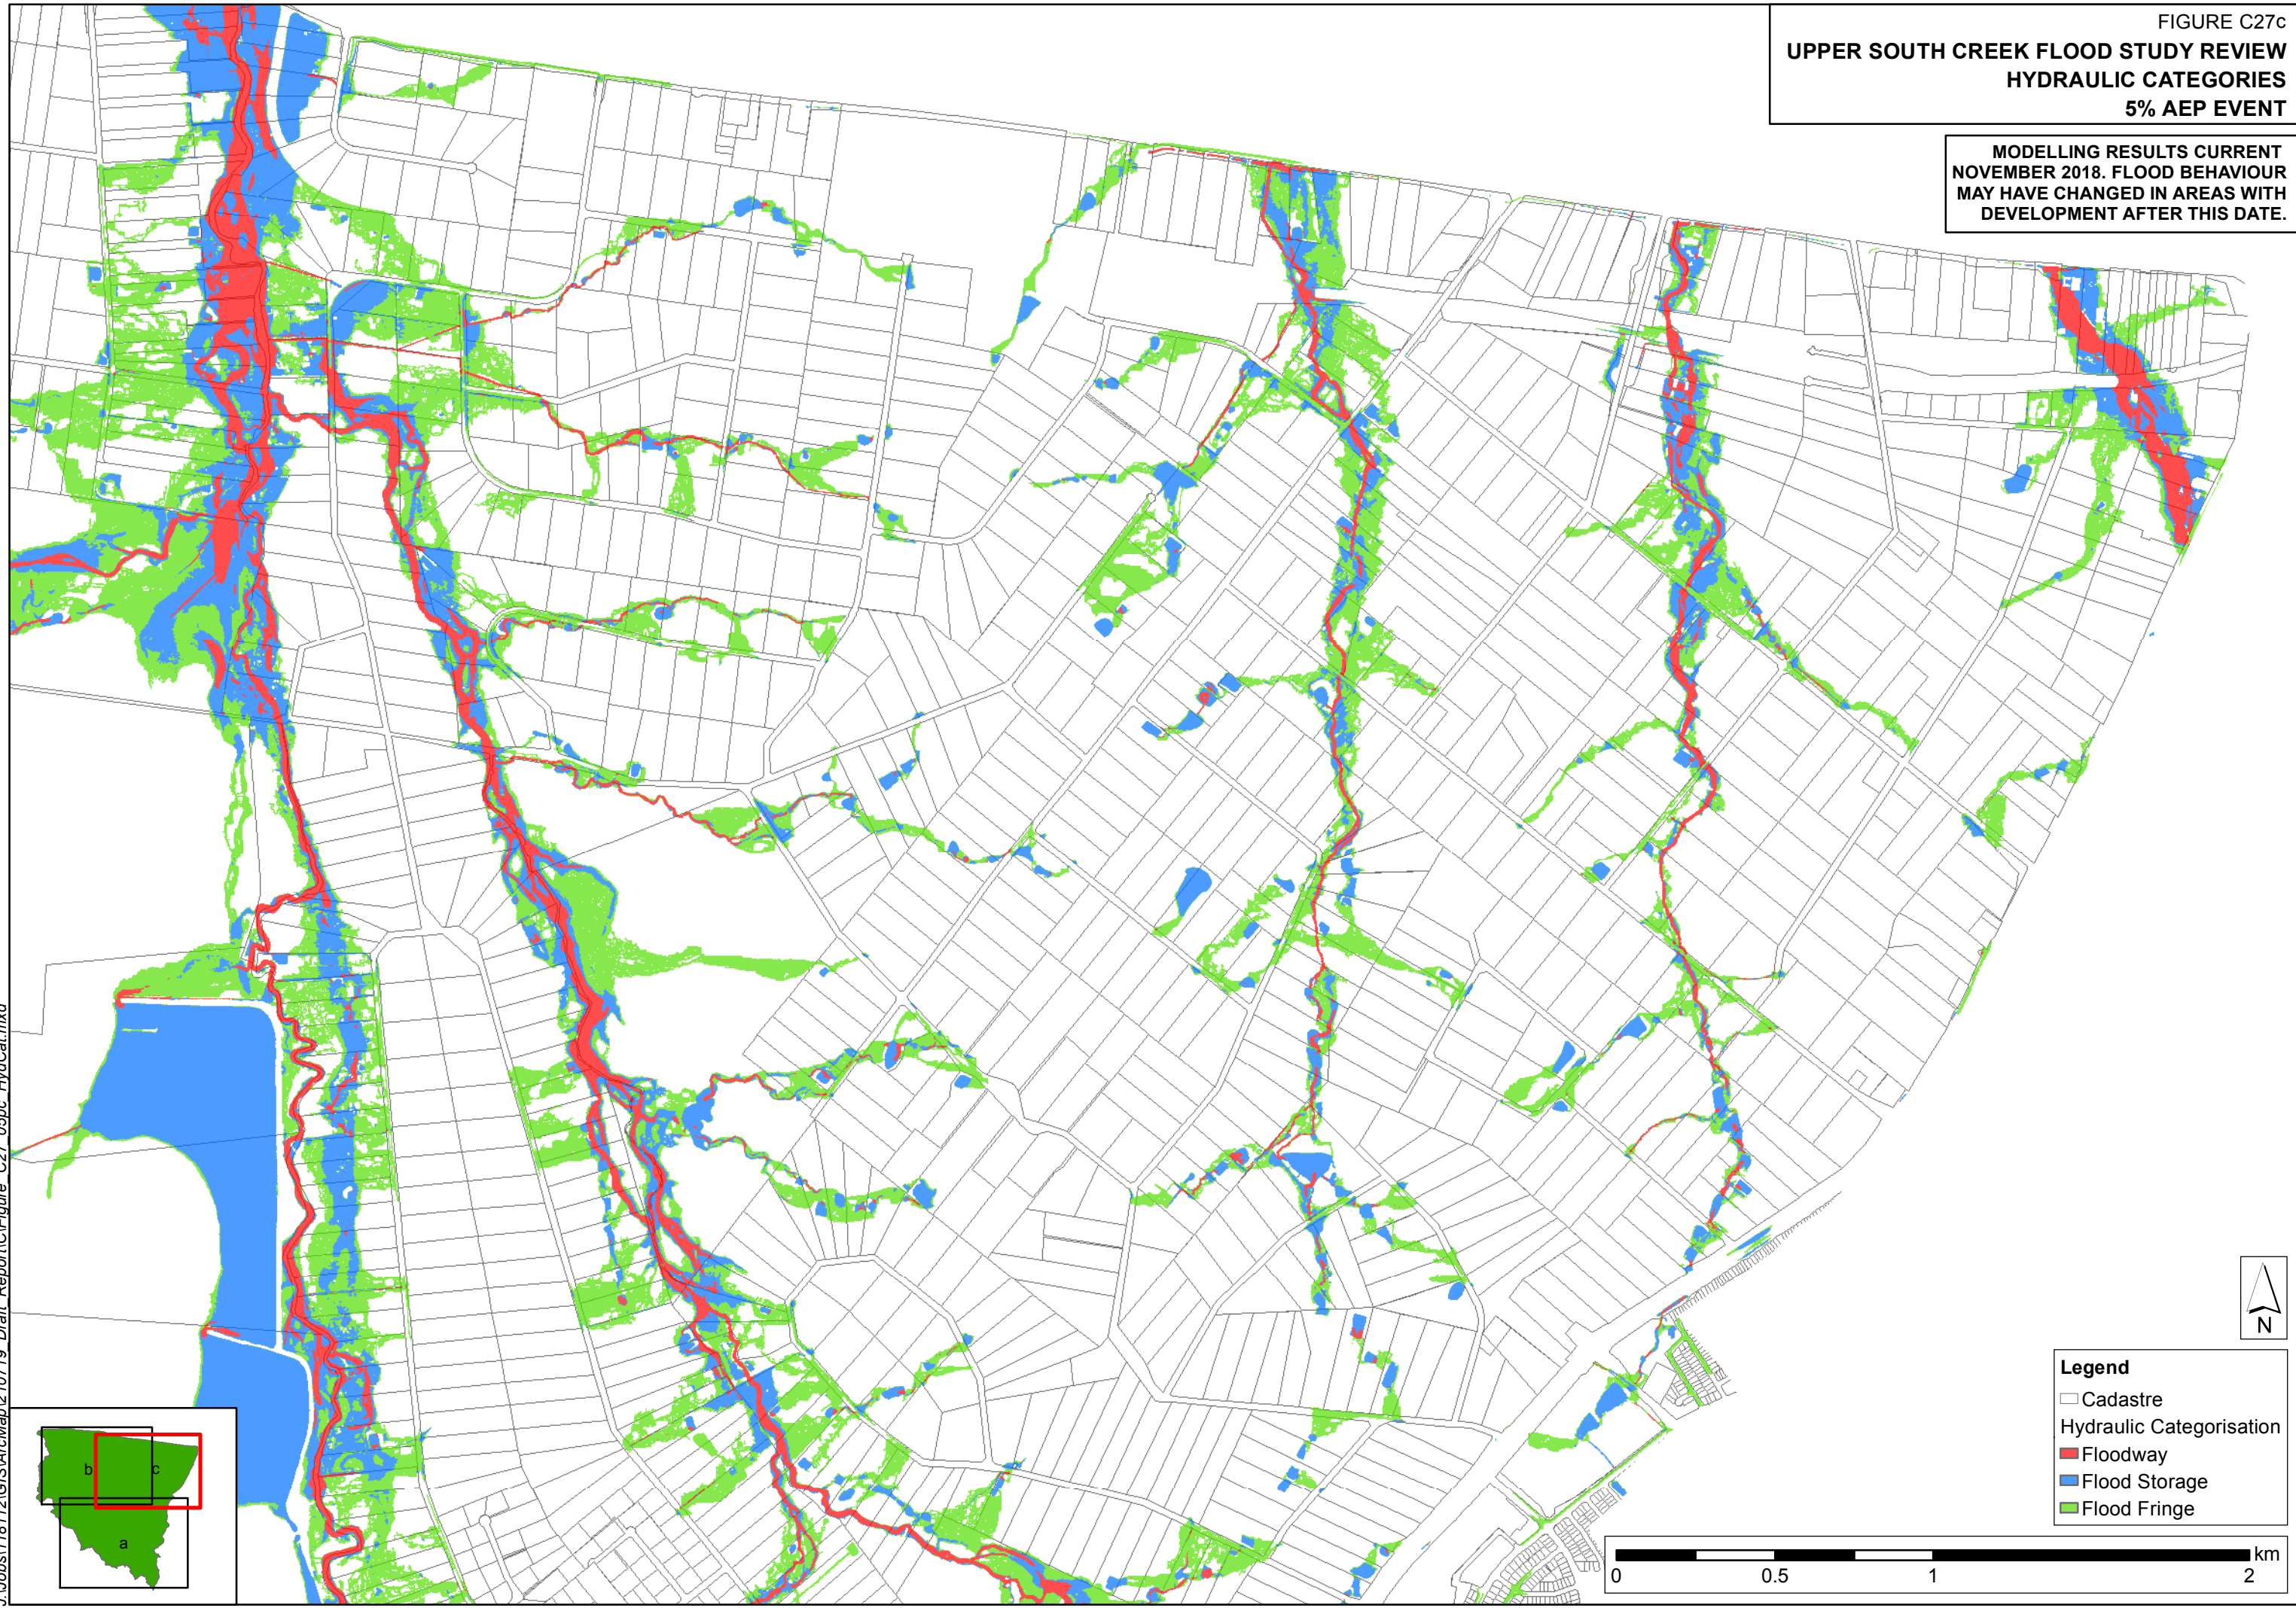 FIGURE C27c
UPPER SOUTH CREEK FLOOD STUDY REVIEW
HYDRAULIC CATEGORIES
5% AEP EVENT
MODELLING RESULTS CURRENT
NOVEMBER 2018. FLOOD BEHAVIOUR
MAY HAVE CHANGED IN AREAS WITH
DEVELOPMENT AFTER THIS DATE.
N
Legend
Cadastre
Hydraulic Categorisation
Floodway
Flood Storage
Flood Fringe
km
0 0.5 1 2
b c
a